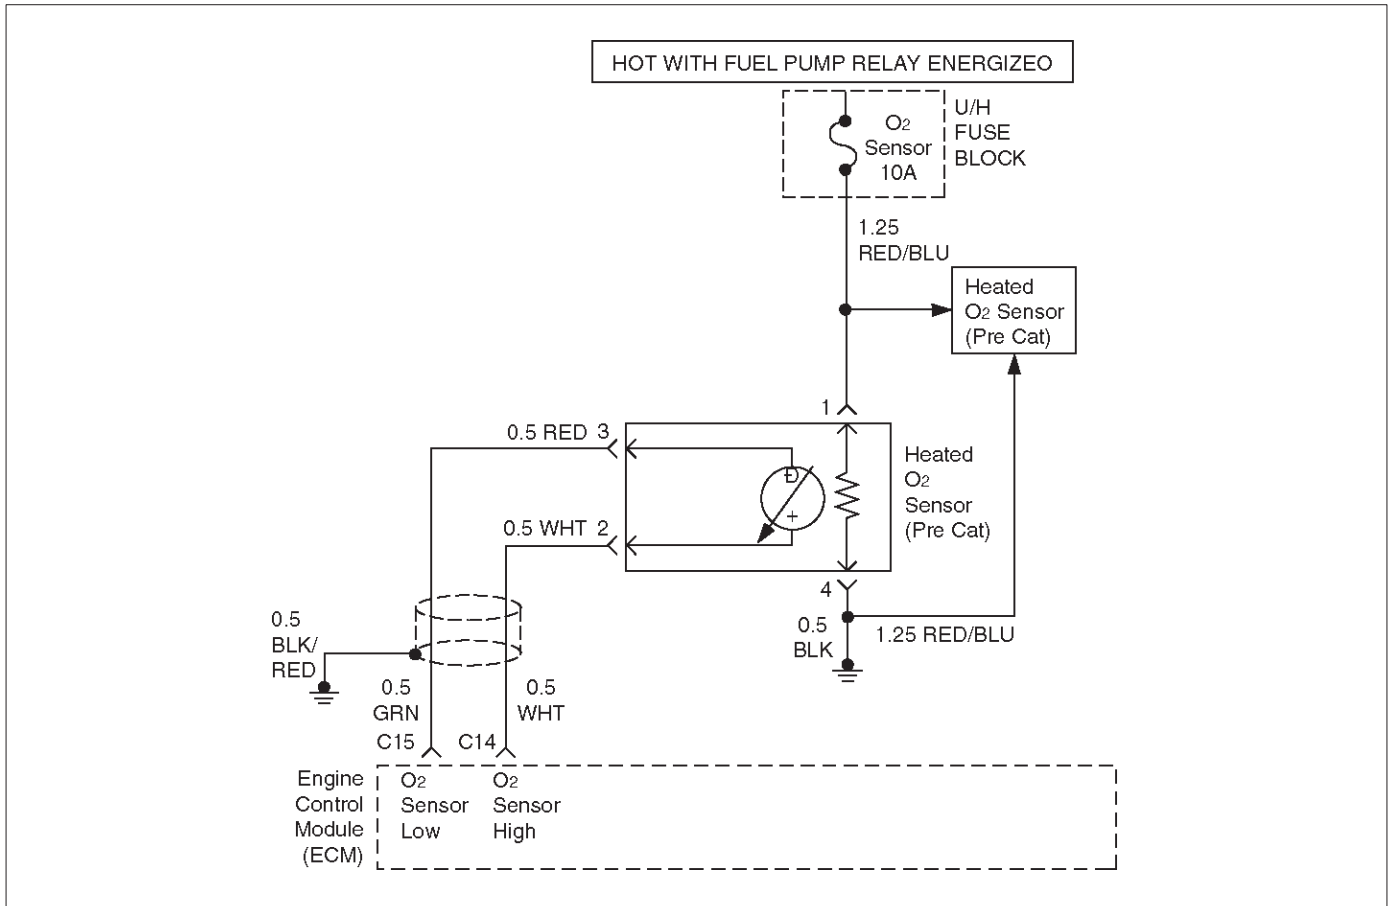 HOT WITH FUEL PUMP RELAY ENERGIZEO
O2
Sensor
10A
U/H
FUSE
BLOCK
1.25
RED/BLU
Heated
O2 Sensor
(Pre Cat)
1
0.5 RED 3
Heated
O2
Sensor
(Pre Cat)
Đ
+
0.5 WHT 2
4
0.5
BLK
1.25 RED/BLU
0.5
BLK/
RED
0.5
GRN
0.5
WHT
C15
C14
Engine
Control
Module
(ECM)
O2
Sensor
Low
O2
Sensor
High